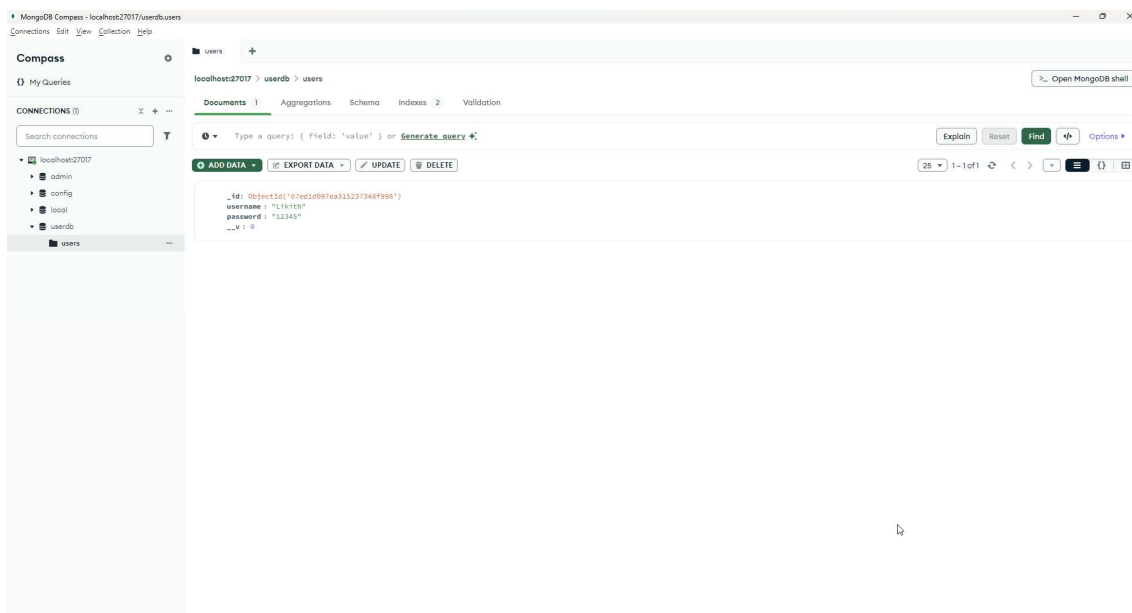 MongoDB Compass - localhost:27017/userdb.users
Connections Edit View Collection Help
Compass
{} My Queries
CONNECTIONS (1)
Search connections
localhost:27017
admin
config
local
userdb
users
users
localhost:27017 > userdb > users
>_ Open MongoDB shell
Documents 1 Aggregations Schema Indexes 2 Validation
Type a query: { field: 'value' } or Generate query
Explain Reset Find </> Options
ADD DATA EXPORT DATA UPDATE DELETE
25 1-1 of 1 {}
_id: ObjectId('67ed1d097ea315237348f998')
username : "Likith"
password : "12345"
__v : 0